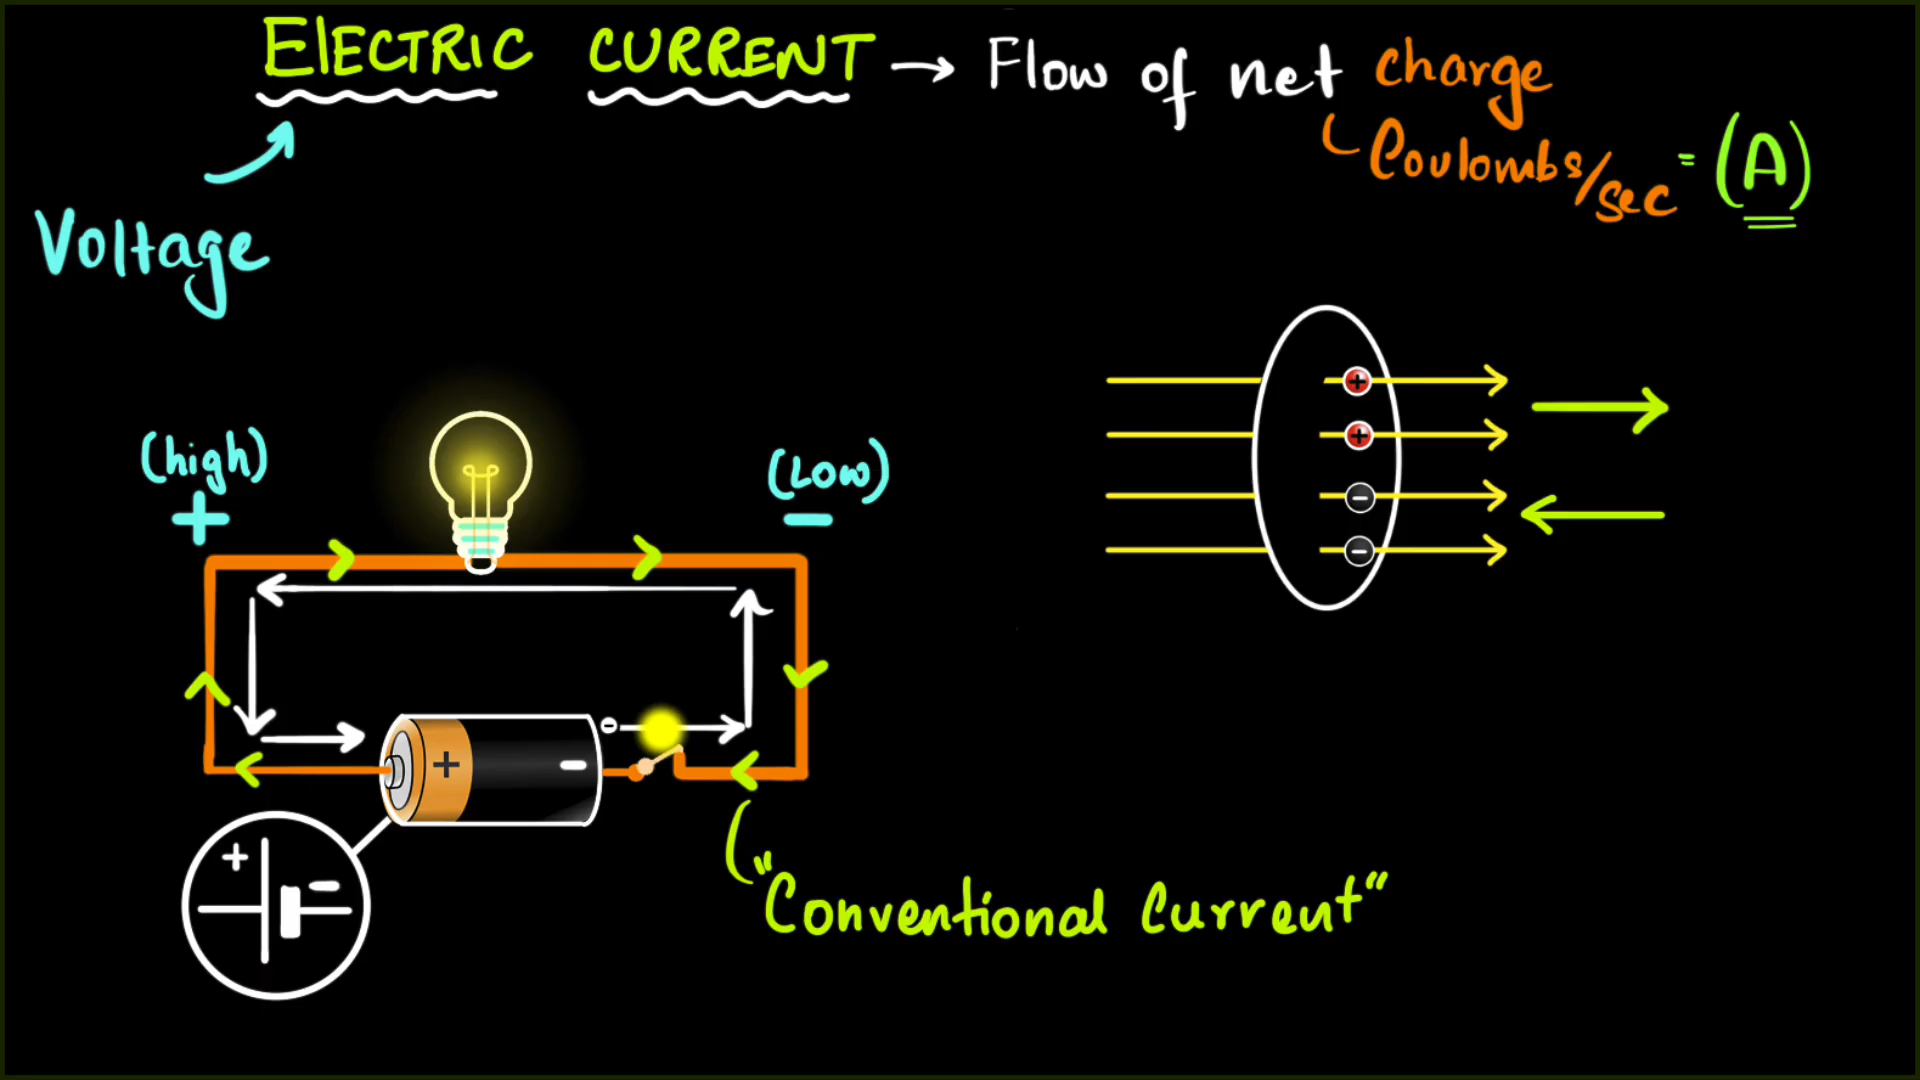 ElECTRIC CURRENT → Flow of net charge
Coulombs/sec = (A)
Voltage
(high)
+
(Low)
−
+
+
−
−
−
+ −
+ −
"Conventional Current"